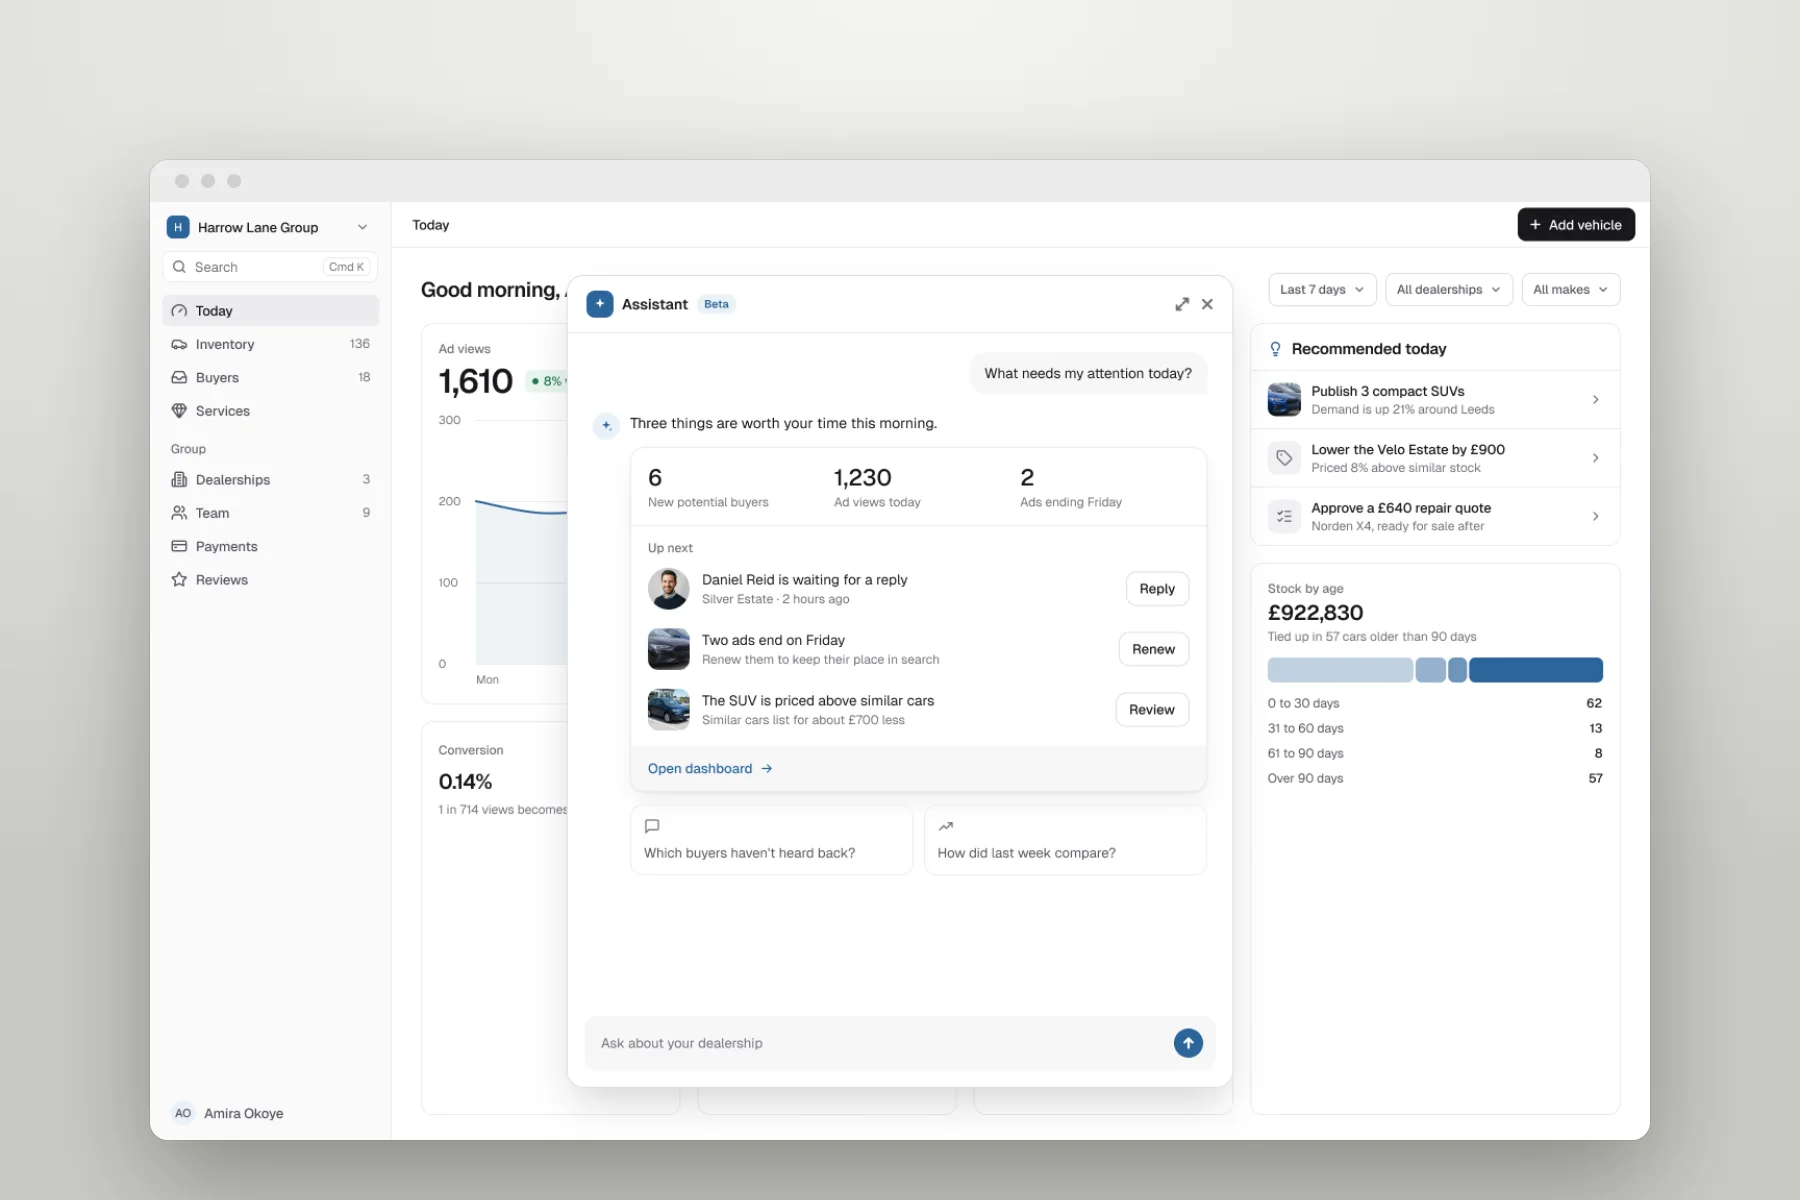 H Harrow Lane Group
Search Cmd K
Today
Inventory 136
Buyers 18
Services
Group
Dealerships 3
Team 9
Payments
Reviews
AO Amira Okoye
Today
+ Add vehicle
Good morning,
Last 7 days
All dealerships
All makes
Ad views
1,610
8%
300
200
100
0
Mon
Conversion
0.14%
1 in 714 views becomes
Assistant Beta
What needs my attention today?
Three things are worth your time this morning.
6
New potential buyers
1,230
Ad views today
2
Ads ending Friday
Up next
Daniel Reid is waiting for a reply
Silver Estate · 2 hours ago
Reply
Two ads end on Friday
Renew them to keep their place in search
Renew
The SUV is priced above similar cars
Similar cars list for about £700 less
Review
Open dashboard →
Which buyers haven't heard back?
How did last week compare?
Ask about your dealership
Recommended today
Publish 3 compact SUVs
Demand is up 21% around Leeds
Lower the Velo Estate by £900
Priced 8% above similar stock
Approve a £640 repair quote
Norden X4, ready for sale after
Stock by age
£922,830
Tied up in 57 cars older than 90 days
0 to 30 days 62
31 to 60 days 13
61 to 90 days 8
Over 90 days 57